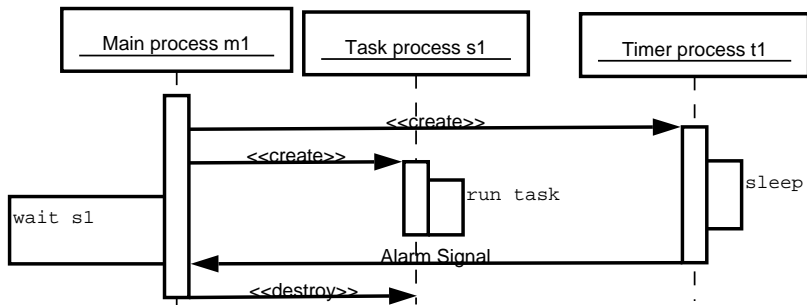 Main process m1
Task process s1
Timer process t1
<<create>>
<<create>>
run task
sleep
wait s1
Alarm Signal
<<destroy>>